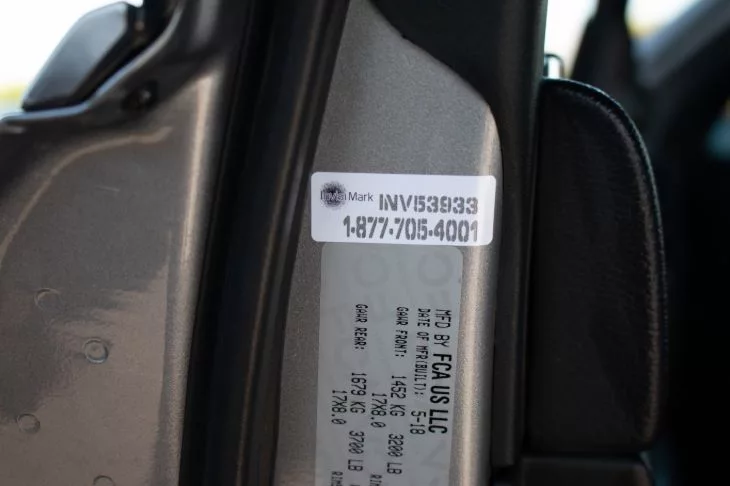 InvisiMark INV53933
1-877-705-4001
MFD BY FCA US LLC
DATE OF MFR(BUILT): 5-18
GAWR FRONT: 1452 KG 3200 LB
17X8.0
GAWR REAR: 1679 KG 3700 LB
17X8.0